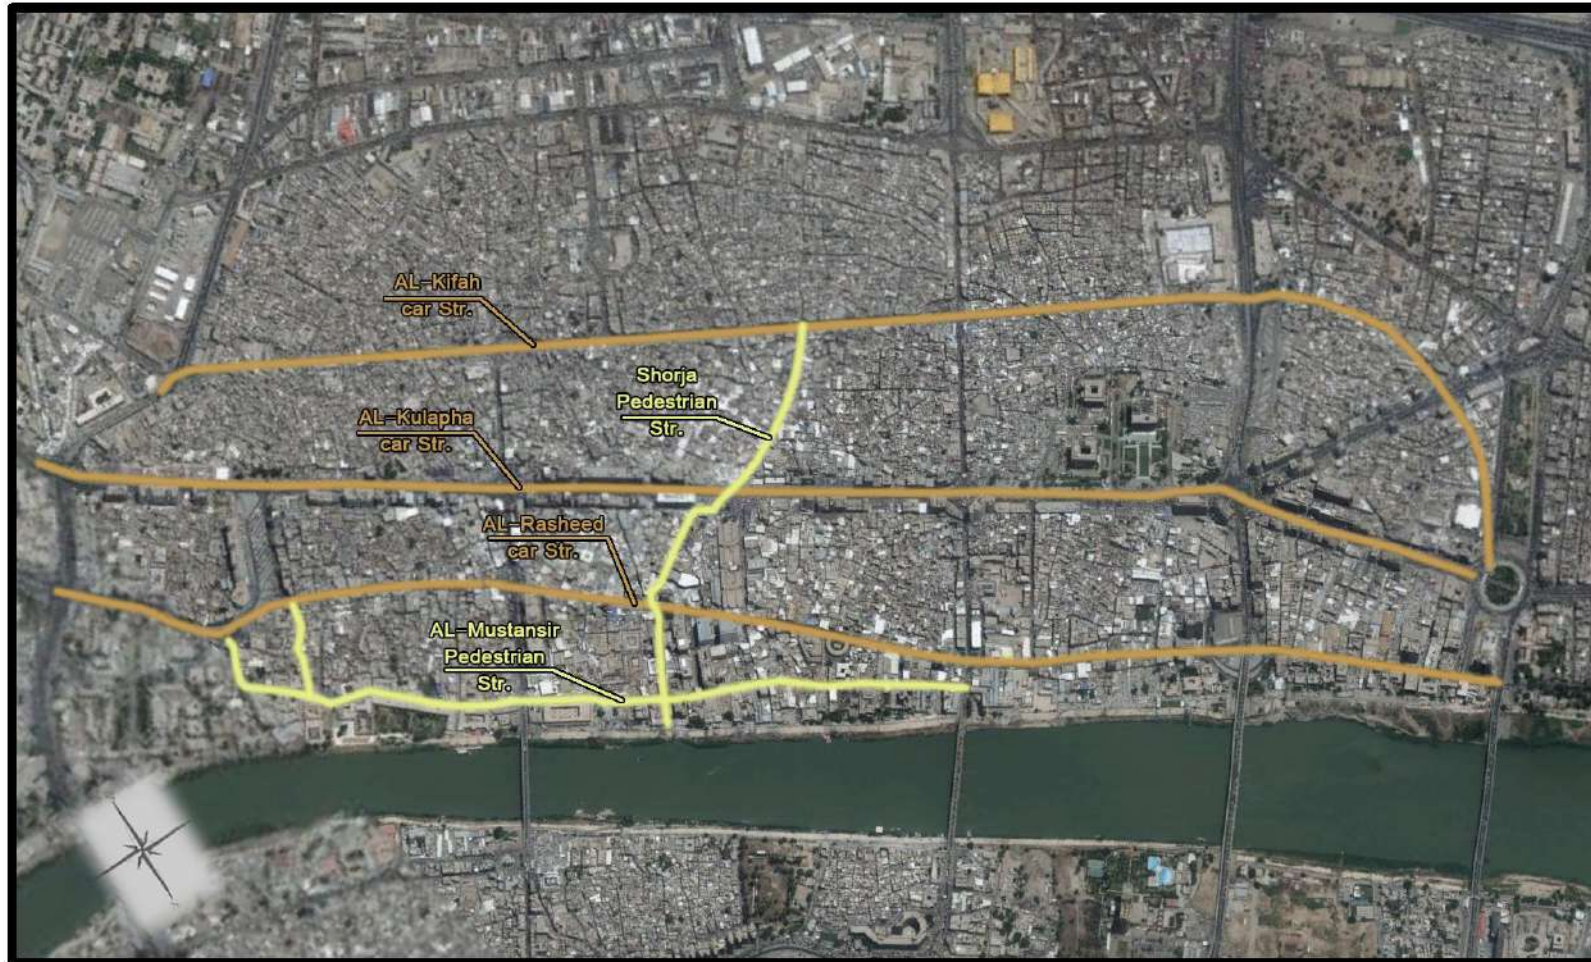 AL-Kifah
car Str.
Shorja
Pedestrian
Str.
AL-Kulapha
car Str.
AL-Rasheed
car Str.
AL-Mustansir
Pedestrian
Str.